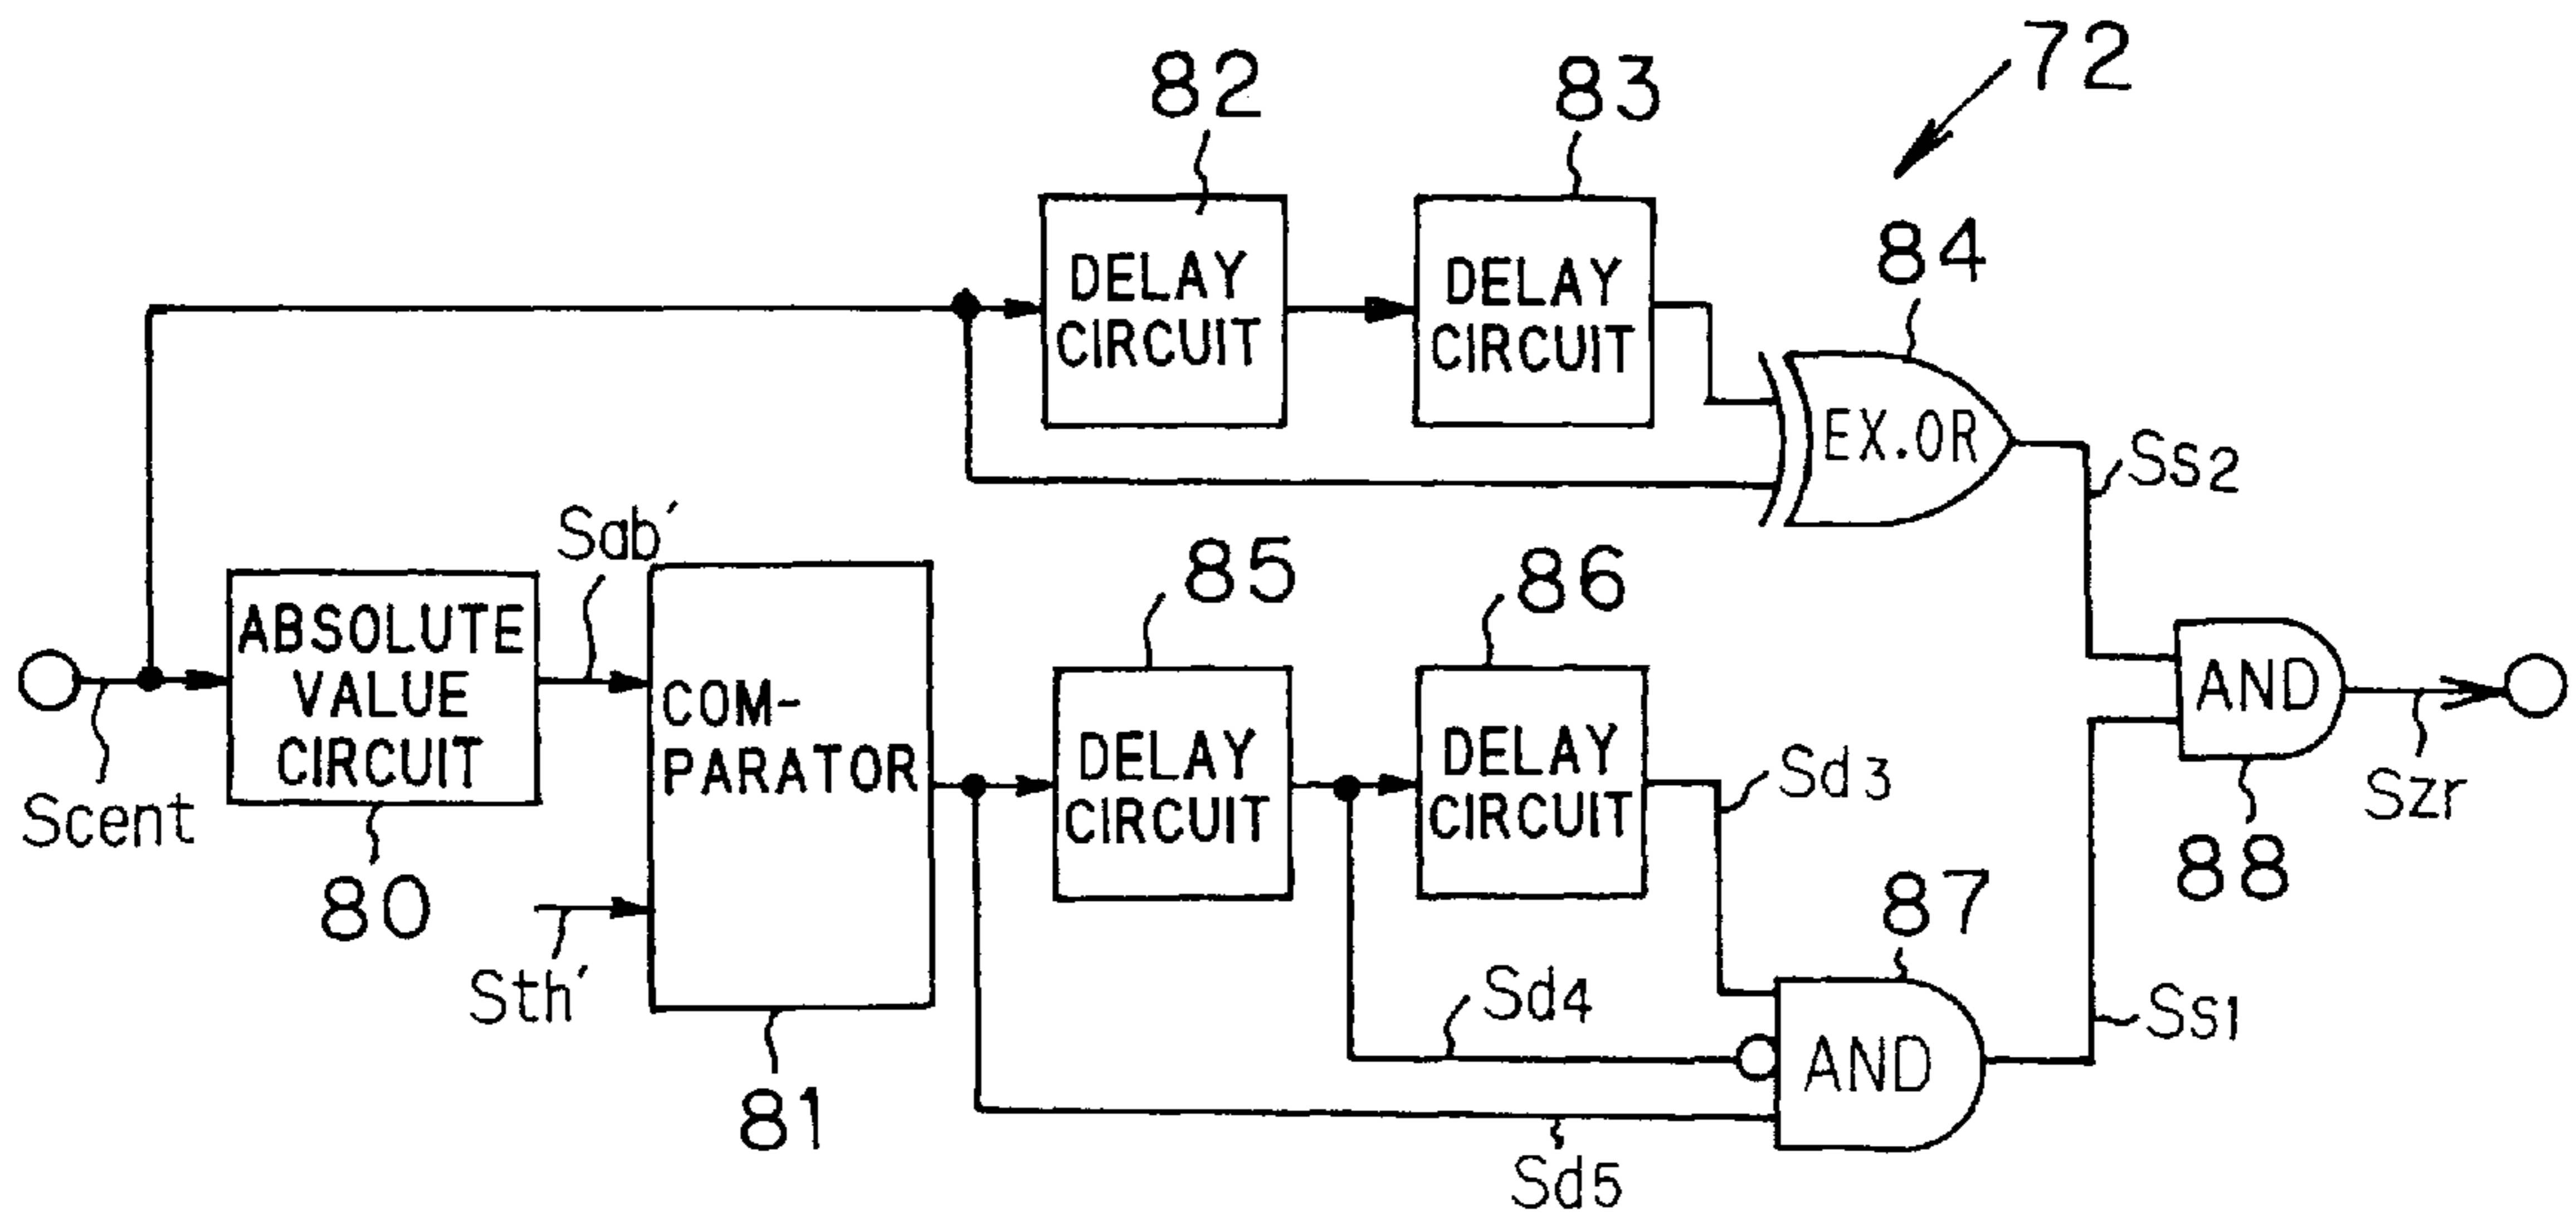 72
82
83
84
DELAY
CIRCUIT
DELAY
CIRCUIT
EX.OR
Ss2
Sab'
85
86
ABSOLUTE
VALUE
CIRCUIT
COM-
PARATOR
DELAY
CIRCUIT
DELAY
CIRCUIT
Sd3
AND
Szr
Scent
80
Sth'
81
88
87
Sd4
AND
Ss1
Sd5